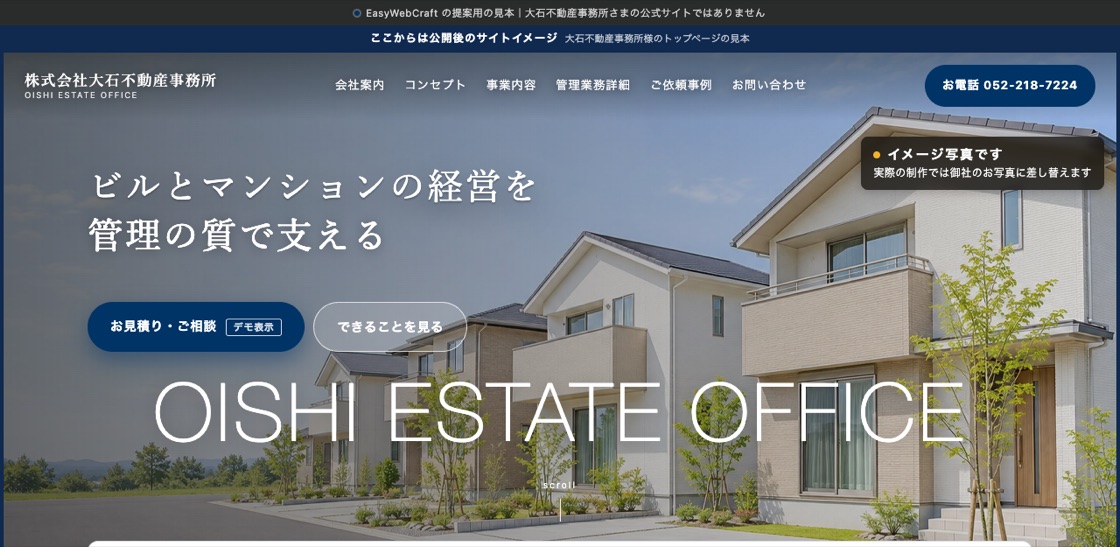 EasyWebCraft の提案用の見本｜大石不動産事務所さまの公式サイトではありません
ここからは公開後のサイトイメージ 大石不動産事務所様のトップページの見本
株式会社大石不動産事務所
OISHI ESTATE OFFICE
会社案内 コンセプト 事業内容 管理業務詳細 ご依頼事例 お問い合わせ
お電話 052-218-7224
イメージ写真です
実際の制作では御社のお写真に差し替えます
ビルとマンションの経営を
管理の質で支える
お見積り・ご相談 デモ表示
できることを見る
OISHI ESTATE OFFICE
scroll